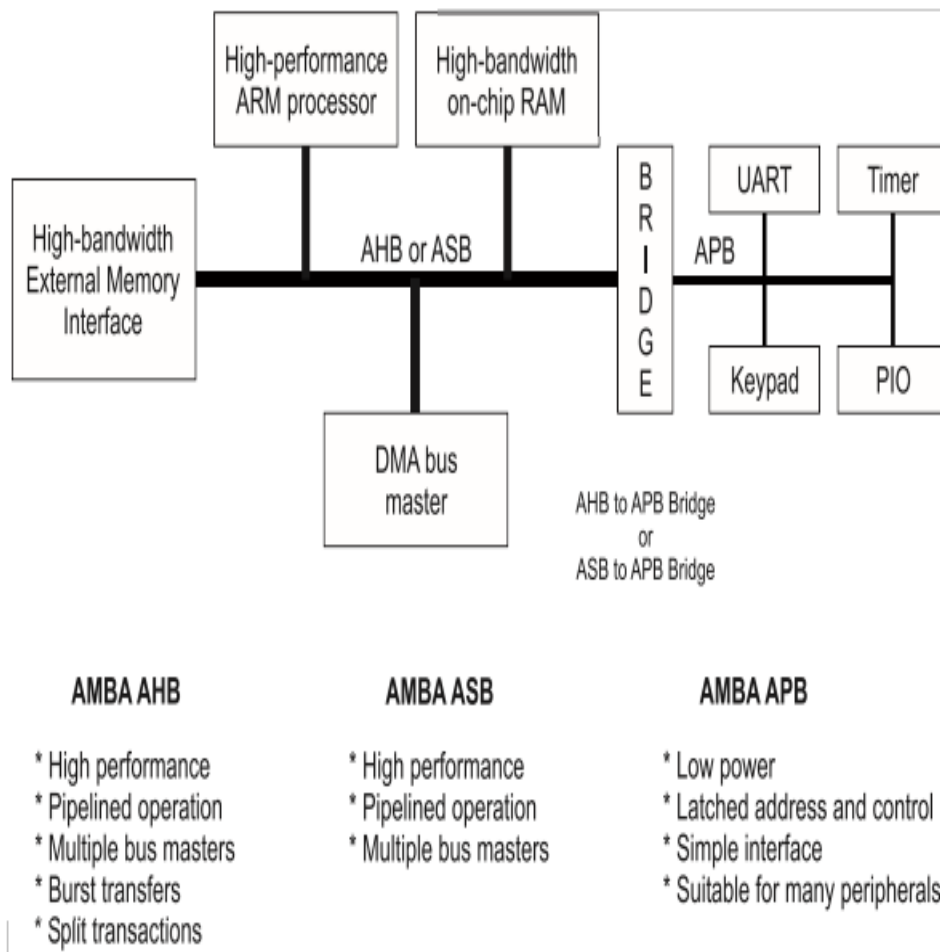 High-performance
ARM processor
High-bandwidth
on-chip RAM
High-bandwidth
External Memory
Interface
AHB or ASB
B
R
I
D
G
E
APB
UART
Timer
Keypad
PIO
DMA bus
master
AHB to APB Bridge
or
ASB to APB Bridge
AMBA AHB
* High performance
* Pipelined operation
* Multiple bus masters
* Burst transfers
* Split transactions
AMBA ASB
* High performance
* Pipelined operation
* Multiple bus masters
AMBA APB
* Low power
* Latched address and control
* Simple interface
* Suitable for many peripherals